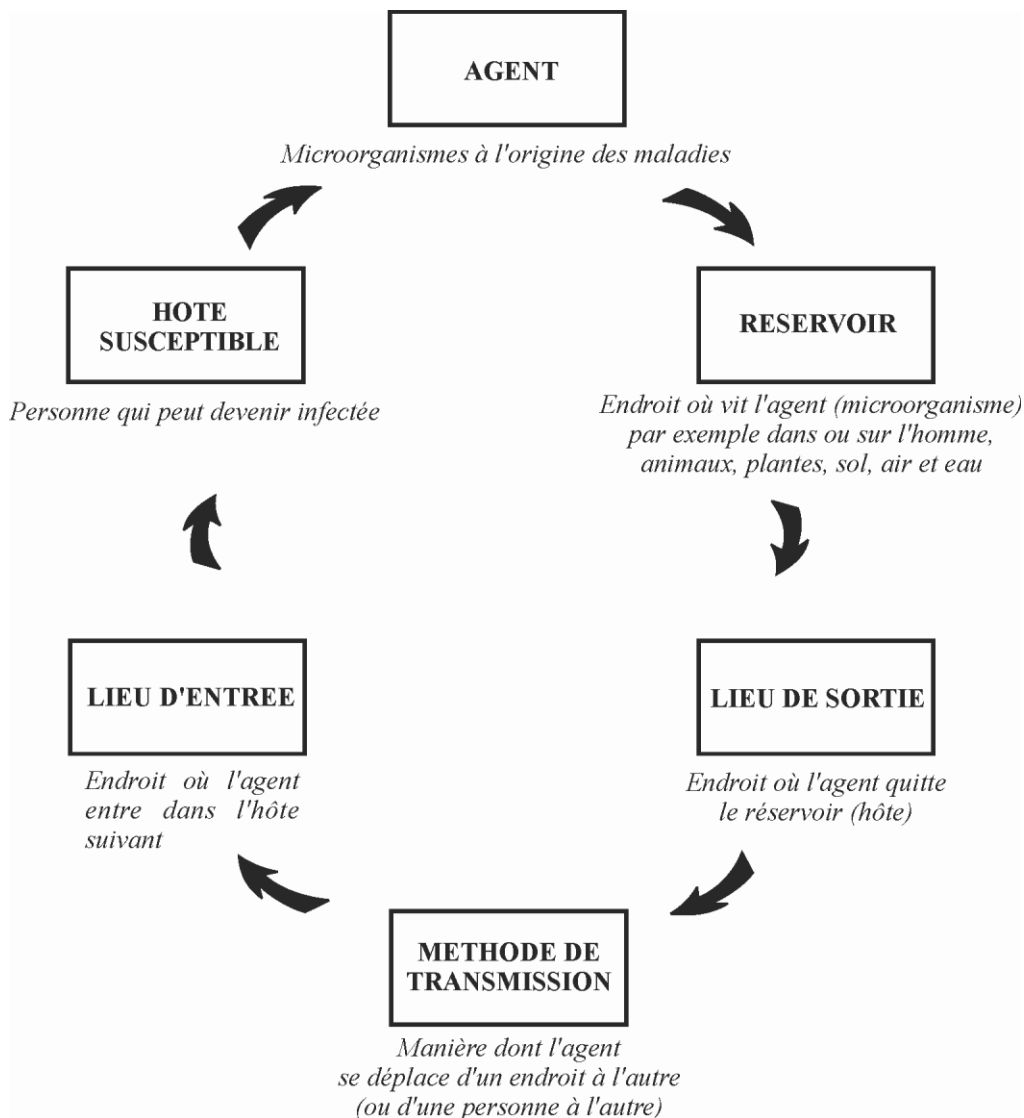 AGENT
Microorganismes à l'origine des maladies
RESERVOIR
Endroit où vit l'agent (microorganisme)
par exemple dans ou sur l'homme,
animaux, plantes, sol, air et eau
LIEU DE SORTIE
Endroit où l'agent quitte
le réservoir (hôte)
METHODE DE
TRANSMISSION
Manière dont l'agent
se déplace d'un endroit à l'autre
(ou d'une personne à l'autre)
LIEU D'ENTREE
Endroit où l'agent
entre dans l'hôte
suivant
HOTE
SUSCEPTIBLE
Personne qui peut devenir infectée